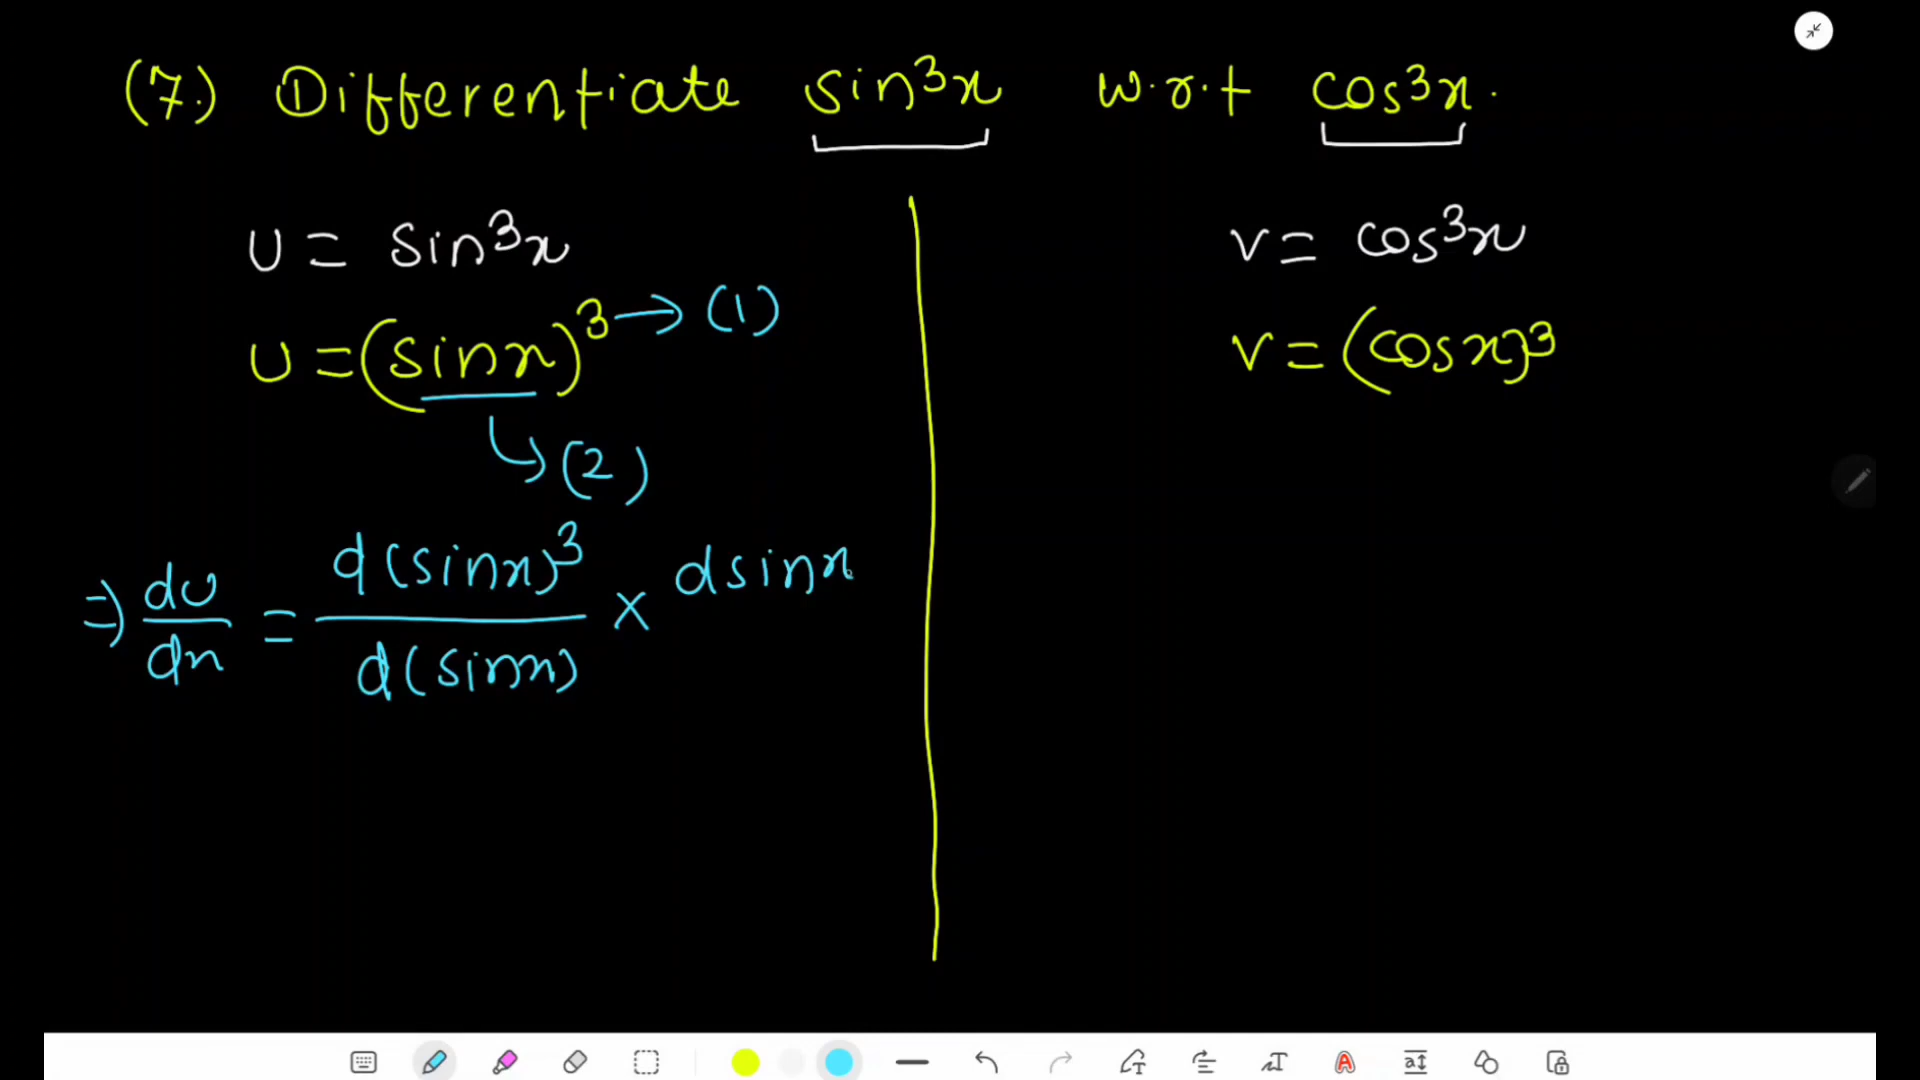 (7.) Differentiate sin³x w.r.t cos³x.
U = sin³x
U = (sinx)³ → (1)
↳ (2)
⇒ du/dx = d(sinx)³/d(sinx) × dsinx
v = cos³x
v = (cosx)³